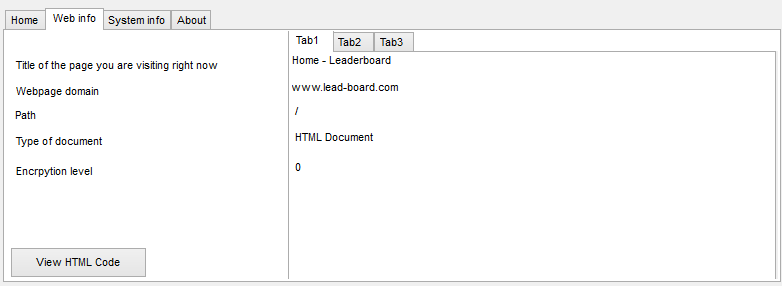 Home Web info System info About
Tab1 Tab2 Tab3
Title of the page you are visiting right now Home - Leaderboard
Webpage domain www.lead-board.com
Path /
Type of document HTML Document
Encrpytion level 0
View HTML Code